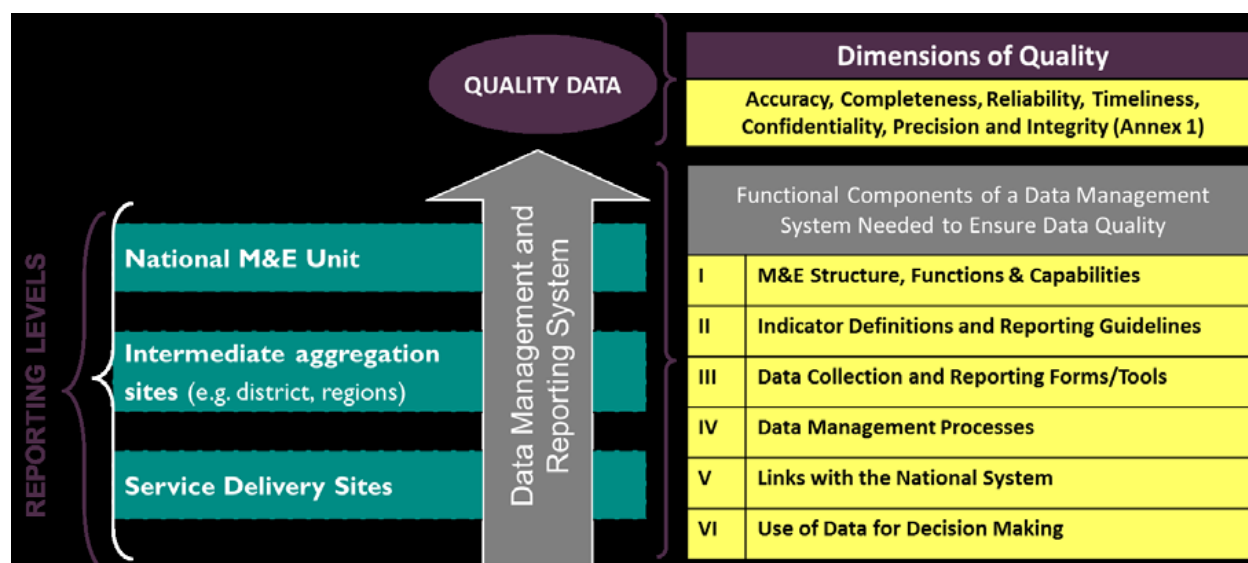 QUALITY DATA
Dimensions of Quality
Accuracy, Completeness, Reliability, Timeliness,
Confidentiality, Precision and Integrity (Annex 1)
REPORTING LEVELS
National M&E Unit
Intermediate aggregation
sites (e.g. district, regions)
Service Delivery Sites
Data Management and
Reporting System
Functional Components of a Data Management
System Needed to Ensure Data Quality
I M&E Structure, Functions & Capabilities
II Indicator Definitions and Reporting Guidelines
III Data Collection and Reporting Forms/Tools
IV Data Management Processes
V Links with the National System
VI Use of Data for Decision Making